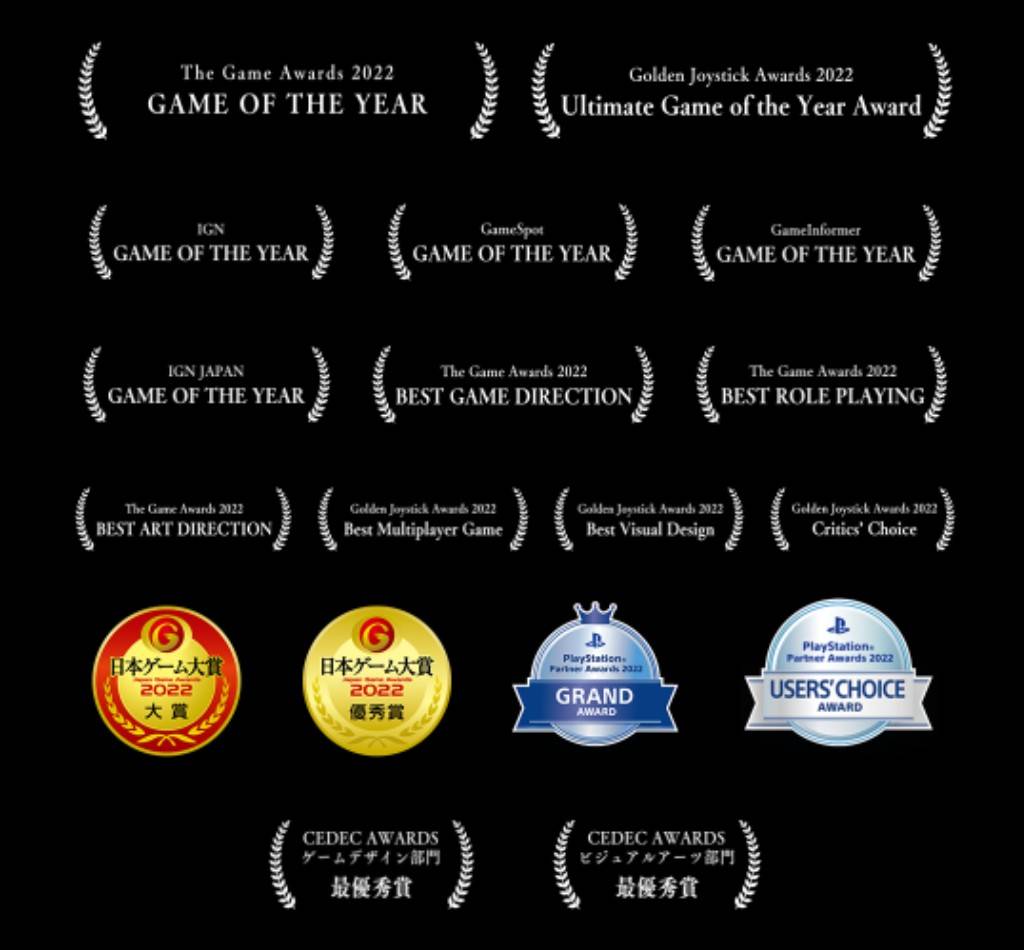 The Game Awards 2022
GAME OF THE YEAR
Golden Joystick Awards 2022
Ultimate Game of the Year Award
IGN
GAME OF THE YEAR
GameSpot
GAME OF THE YEAR
GameInformer
GAME OF THE YEAR
IGN JAPAN
GAME OF THE YEAR
The Game Awards 2022
BEST GAME DIRECTION
The Game Awards 2022
BEST ROLE PLAYING
The Game Awards 2022
BEST ART DIRECTION
Golden Joystick Awards 2022
Best Multiplayer Game
Golden Joystick Awards 2022
Best Visual Design
Golden Joystick Awards 2022
Critics' Choice
日本ゲーム大賞
Japan Game Awards
2022
大賞
日本ゲーム大賞
Japan Game Awards
2022
優秀賞
PlayStation®
Partner Awards 2022
GRAND
AWARD
PlayStation®
Partner Awards 2022
USERS' CHOICE
AWARD
CEDEC AWARDS
ゲームデザイン部門
最優秀賞
CEDEC AWARDS
ビジュアルアーツ部門
最優秀賞